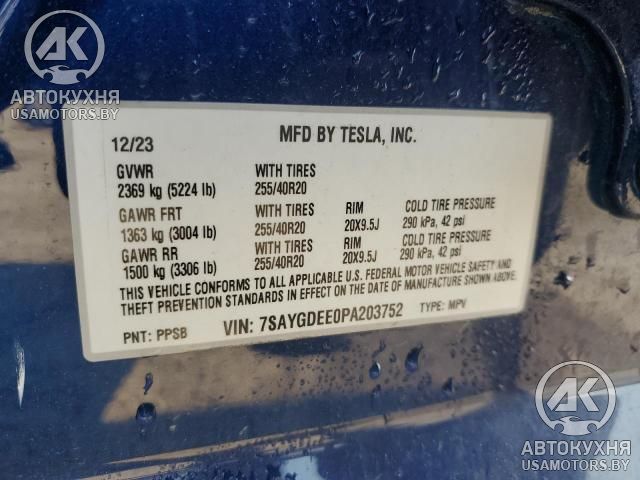 AK
АВТОКУХНЯ
USAMOTORS.BY
12/23 MFD BY TESLA, INC.
GVWR WITH TIRES
2369 kg (5224 lb) 255/40R20
GAWR FRT WITH TIRES RIM COLD TIRE PRESSURE
1363 kg (3004 lb) 255/40R20 20X9.5J 290 kPa, 42 psi
GAWR RR WITH TIRES RIM COLD TIRE PRESSURE
1500 kg (3306 lb) 255/40R20 20X9.5J 290 kPa, 42 psi
THIS VEHICLE CONFORMS TO ALL APPLICABLE U.S. FEDERAL MOTOR VEHICLE SAFETY AND
THEFT PREVENTION STANDARDS IN EFFECT ON THE DATE OF MANUFACTURE SHOWN ABOVE.
PNT: PPSB VIN: 7SAYGDEE0PA203752 TYPE: MPV
AK
АВТОКУХНЯ
USAMOTORS.BY